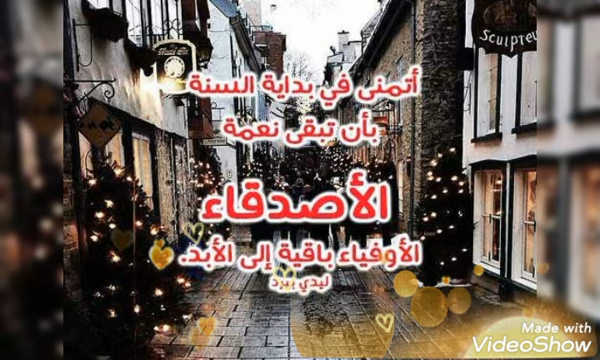 Sculpteur
أتمنى في بداية السنة
بأن تبقى نعمة
الأصدقاء
الأوفياء باقية إلى الأبد.
ليدي بيرد
Made with
VideoShow